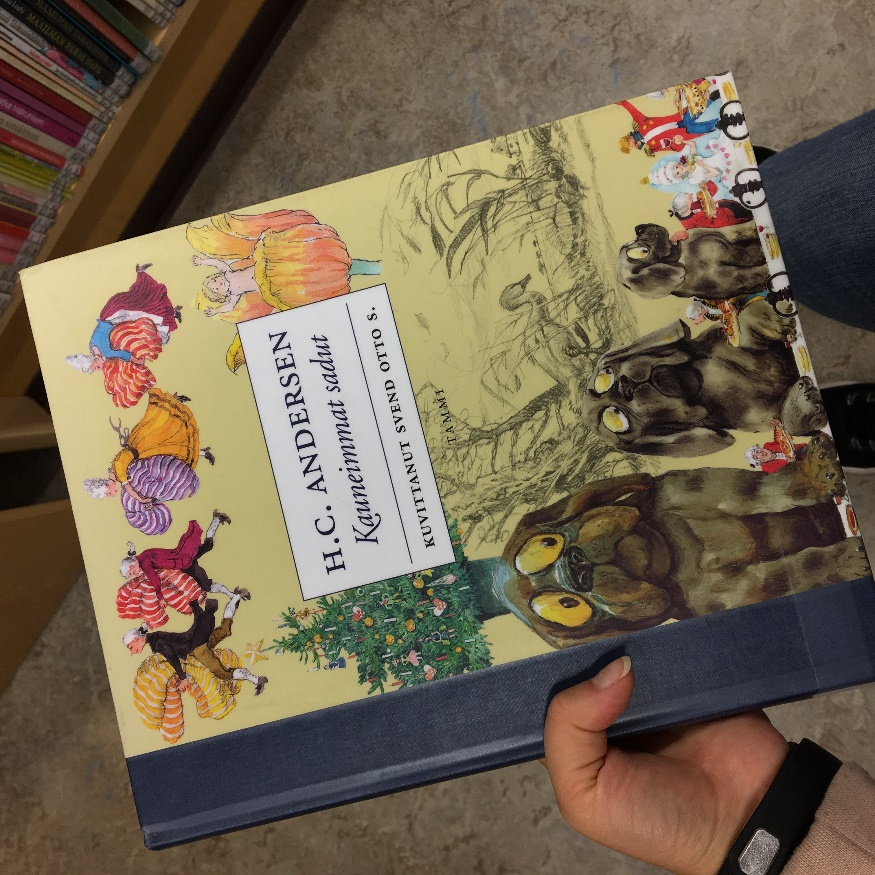 H.C. ANDERSEN
Kauneimmat sadut
KUVITTANUT SVEND OTTO S.
TAMMI